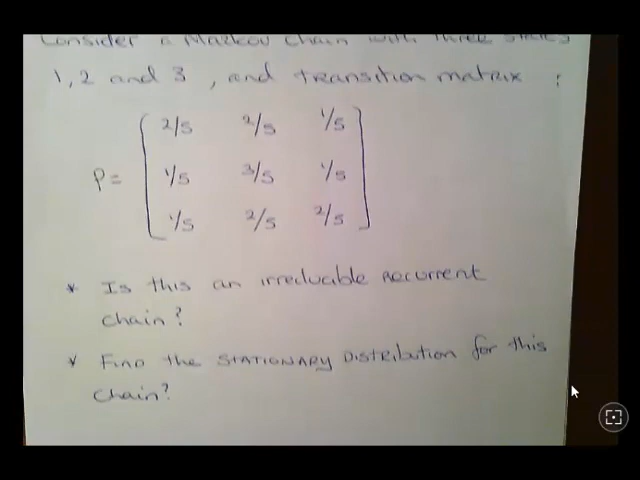 Consider a Markov chain with three states
1, 2 and 3 , and transition matrix :
P = [ 2/5 2/5 1/5
1/5 3/5 1/5
1/5 2/5 2/5 ]
* Is this an irreducible recurrent
chain?
* Find the STATIONARY DISTRIBUTION for this
chain?